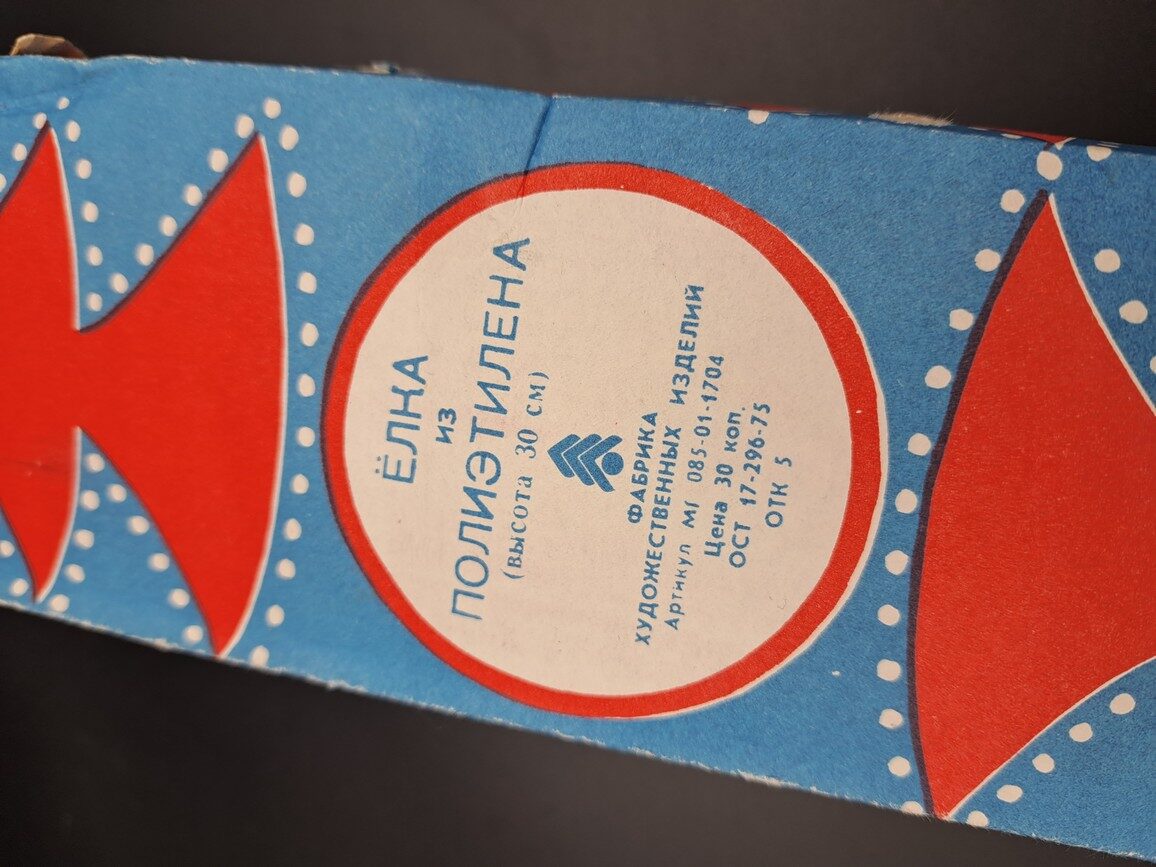 ЁЛКА
ИЗ
ПОЛИЭТИЛЕНА
(высота 30 см)
ФАБРИКА
ХУДОЖЕСТВЕННЫХ ИЗДЕЛИЙ
Артикул МГ 085-01-1704
Цена 30 коп.
ОСТ 17-296-75
ОТК 5